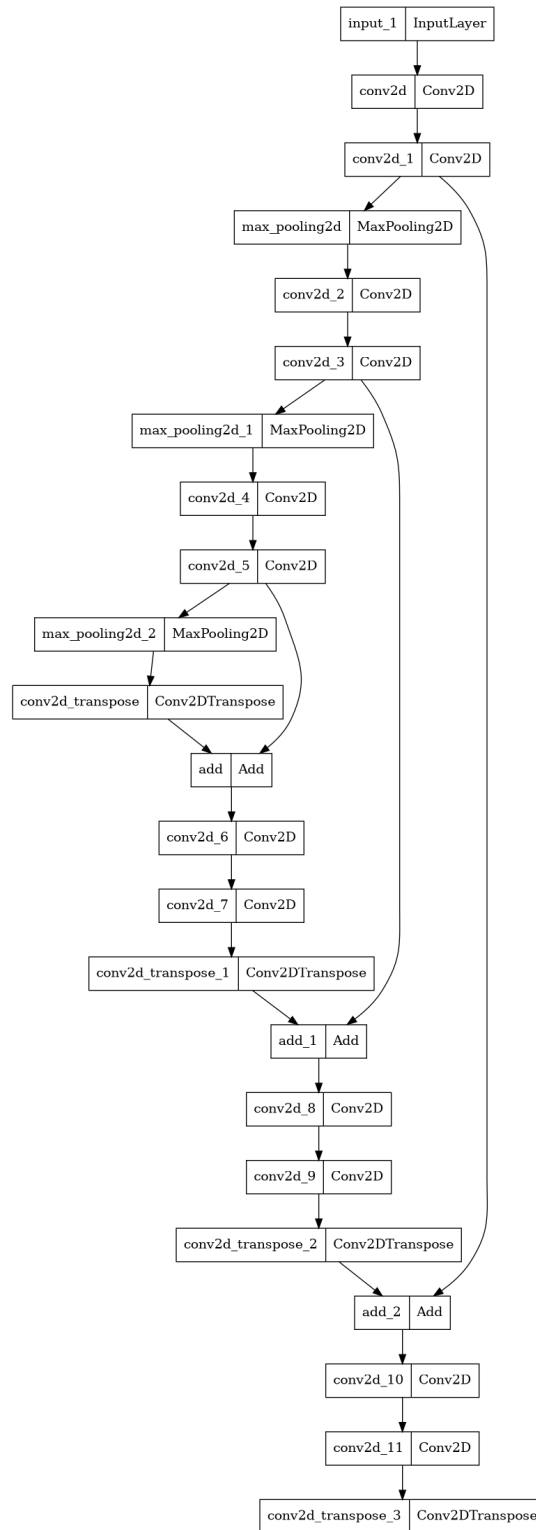 input_1 InputLayer
conv2d Conv2D
conv2d_1 Conv2D
max_pooling2d MaxPooling2D
conv2d_2 Conv2D
conv2d_3 Conv2D
max_pooling2d_1 MaxPooling2D
conv2d_4 Conv2D
conv2d_5 Conv2D
max_pooling2d_2 MaxPooling2D
conv2d_transpose Conv2DTranspose
add Add
conv2d_6 Conv2D
conv2d_7 Conv2D
conv2d_transpose_1 Conv2DTranspose
add_1 Add
conv2d_8 Conv2D
conv2d_9 Conv2D
conv2d_transpose_2 Conv2DTranspose
add_2 Add
conv2d_10 Conv2D
conv2d_11 Conv2D
conv2d_transpose_3 Conv2DTranspose